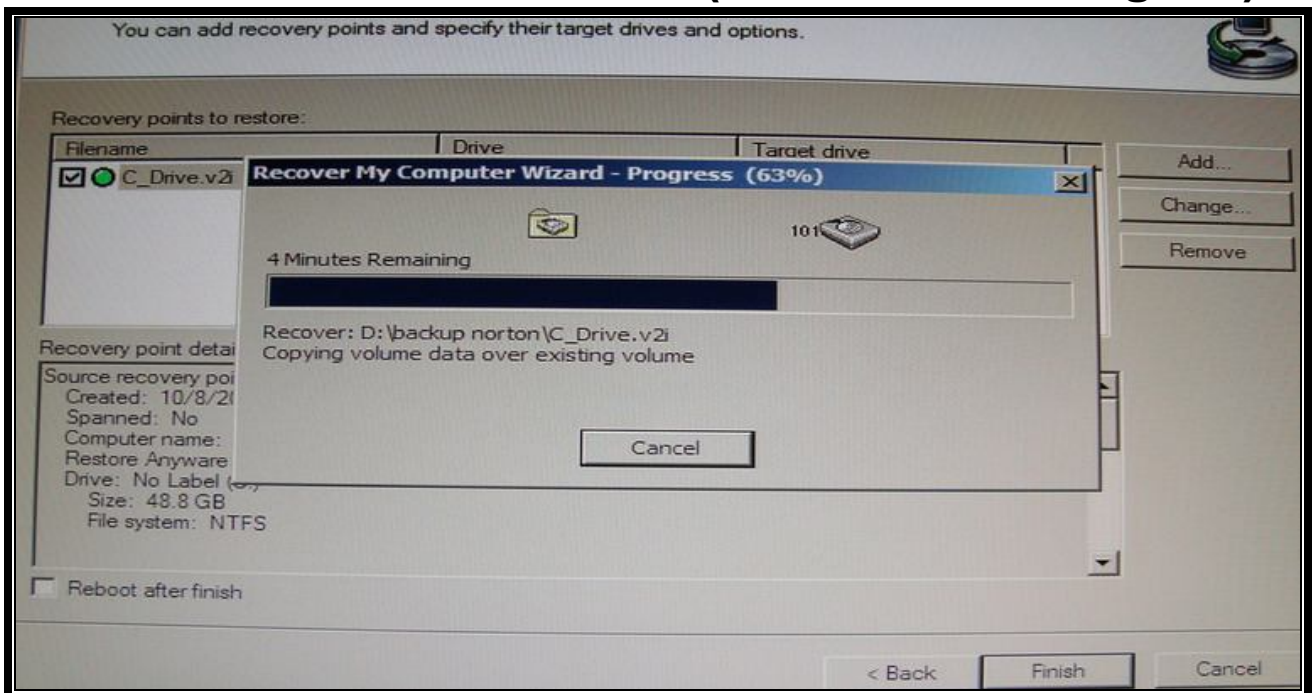 You can add recovery points and specify their target drives and options.
Recovery points to restore:
Filename Drive Target drive
C_Drive.v2i
Add...
Change...
Remove
Recover My Computer Wizard - Progress (63%)
101
4 Minutes Remaining
Recover: D:\backup norton\C_Drive.v2i
Copying volume data over existing volume
Cancel
Recovery point detai
Source recovery poi
Created: 10/8/20
Spanned: No
Computer name:
Restore Anyware
Drive: No Label
Size: 48.8 GB
File system: NTFS
Reboot after finish
< Back Finish Cancel